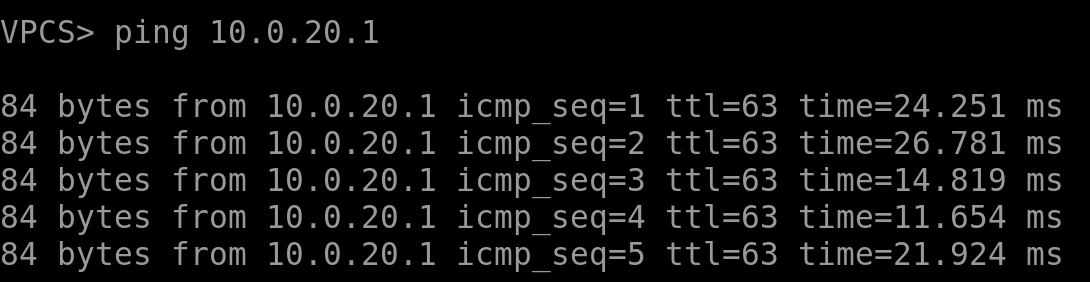 VPCS> ping 10.0.20.1
84 bytes from 10.0.20.1 icmp_seq=1 ttl=63 time=24.251 ms
84 bytes from 10.0.20.1 icmp_seq=2 ttl=63 time=26.781 ms
84 bytes from 10.0.20.1 icmp_seq=3 ttl=63 time=14.819 ms
84 bytes from 10.0.20.1 icmp_seq=4 ttl=63 time=11.654 ms
84 bytes from 10.0.20.1 icmp_seq=5 ttl=63 time=21.924 ms